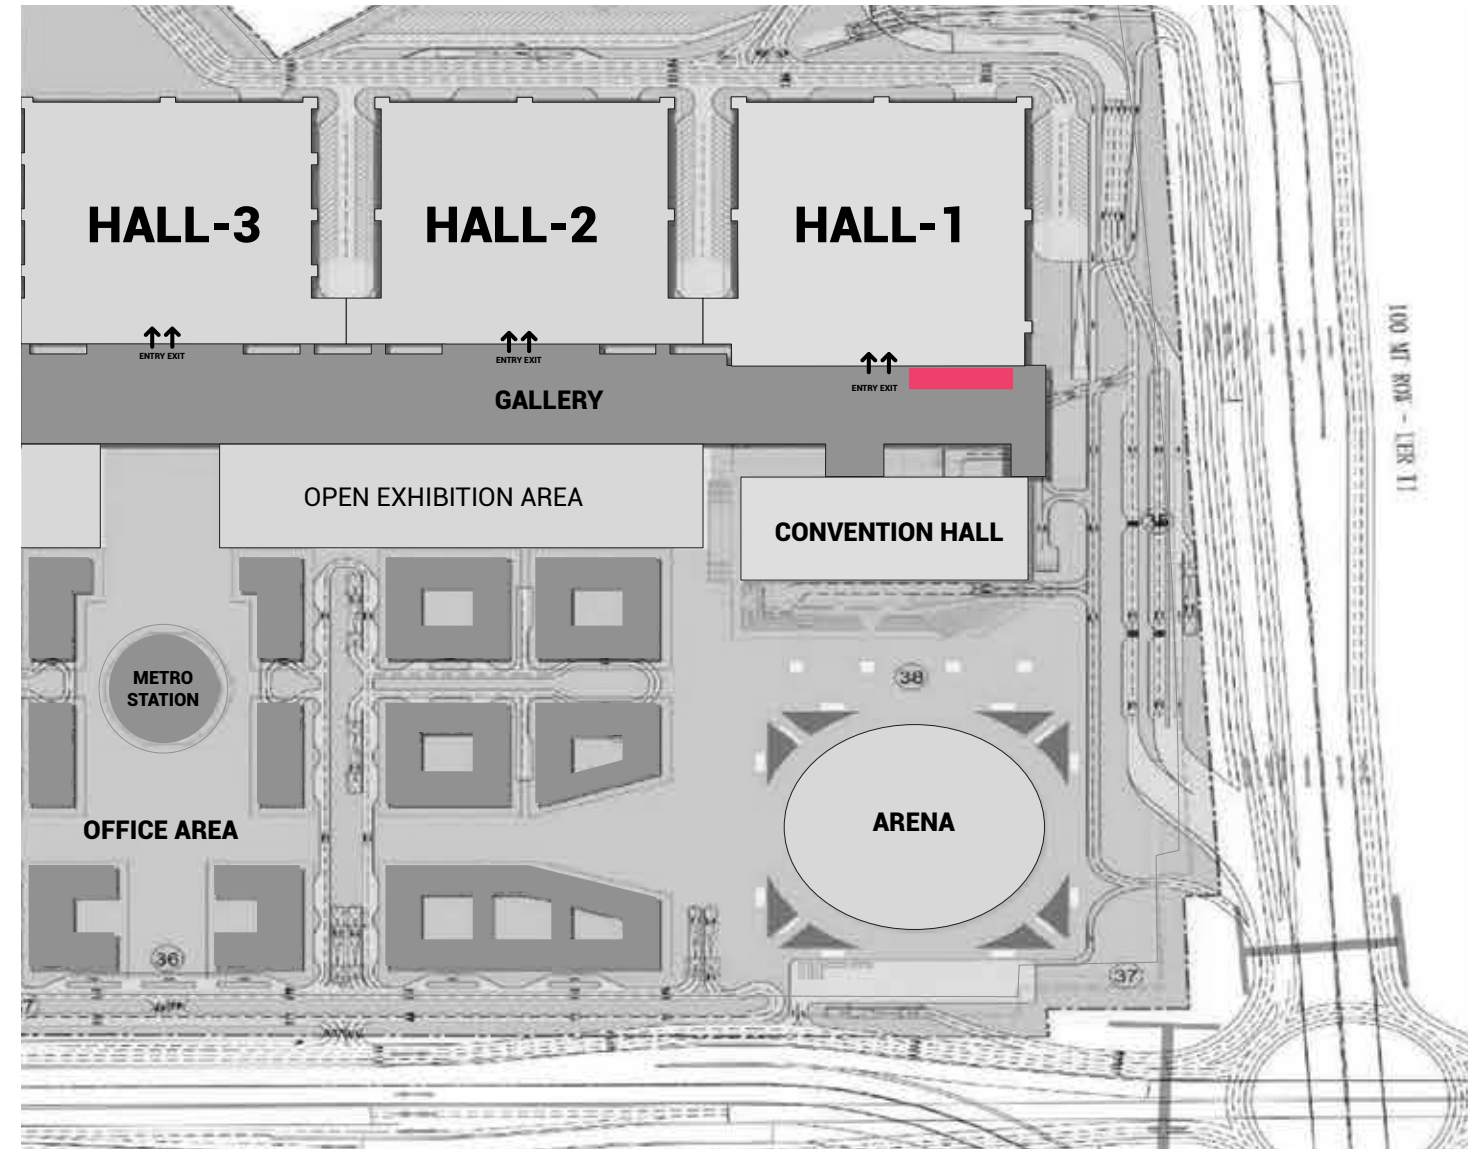 HALL-3
HALL-2
HALL-1
ENTRY EXIT
ENTRY EXIT
ENTRY EXIT
GALLERY
OPEN EXHIBITION AREA
CONVENTION HALL
METRO
STATION
38
ARENA
OFFICE AREA
36
37